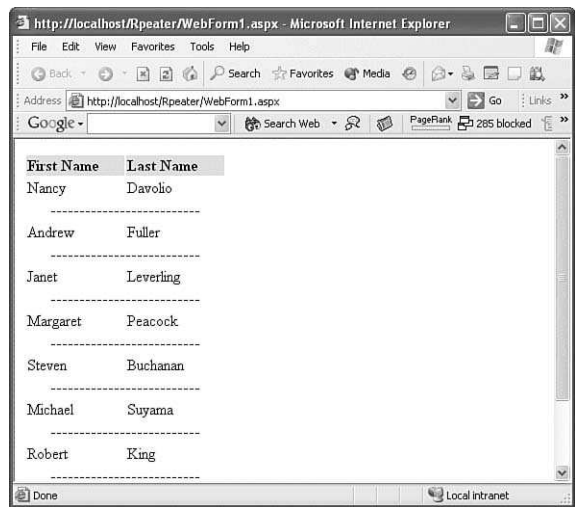 http://localhost/Rpeater/WebForm1.aspx - Microsoft Internet Explorer
File Edit View Favorites Tools Help
Back Search Favorites Media
Address http://localhost/Rpeater/WebForm1.aspx Go Links »
Google Search Web PageRank 285 blocked »
First Name Last Name
Nancy Davolio
-------------------------
Andrew Fuller
-------------------------
Janet Leverling
-------------------------
Margaret Peacock
-------------------------
Steven Buchanan
-------------------------
Michael Suyama
-------------------------
Robert King
-------------------------
Done Local intranet